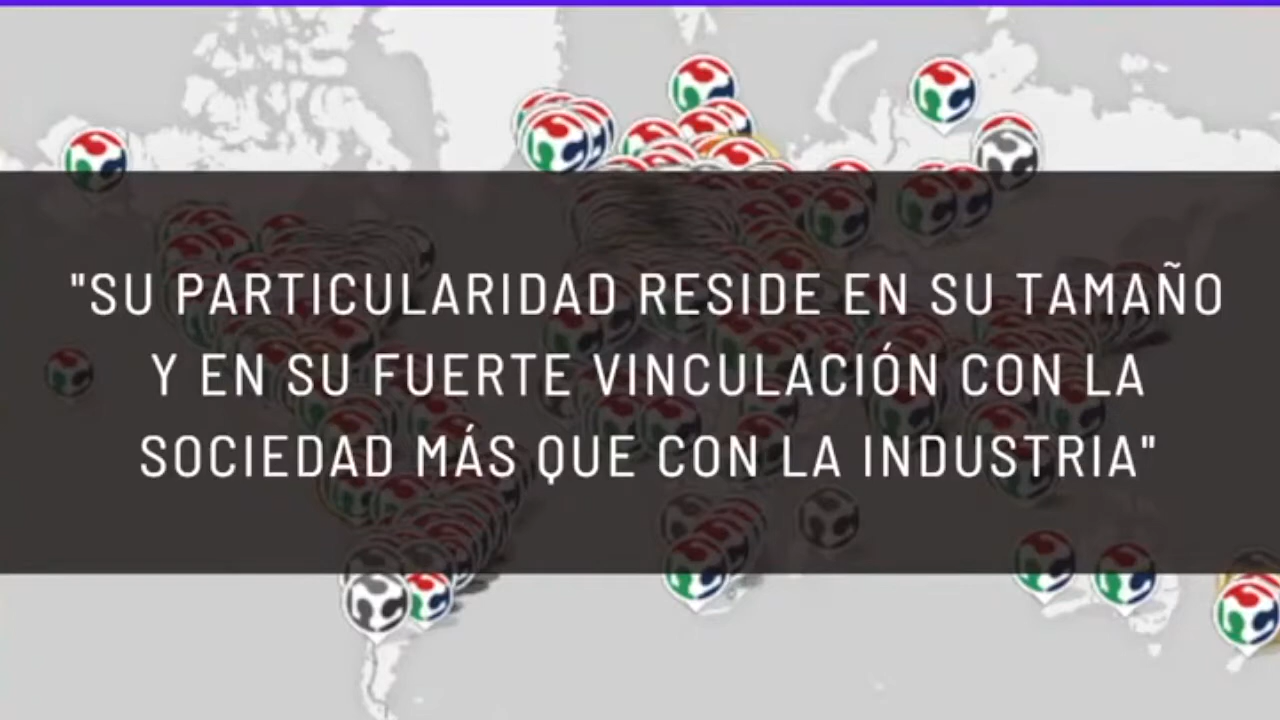 "SU PARTICULARIDAD RESIDE EN SU TAMAÑO
Y EN SU FUERTE VINCULACIÓN CON LA
SOCIEDAD MÁS QUE CON LA INDUSTRIA"